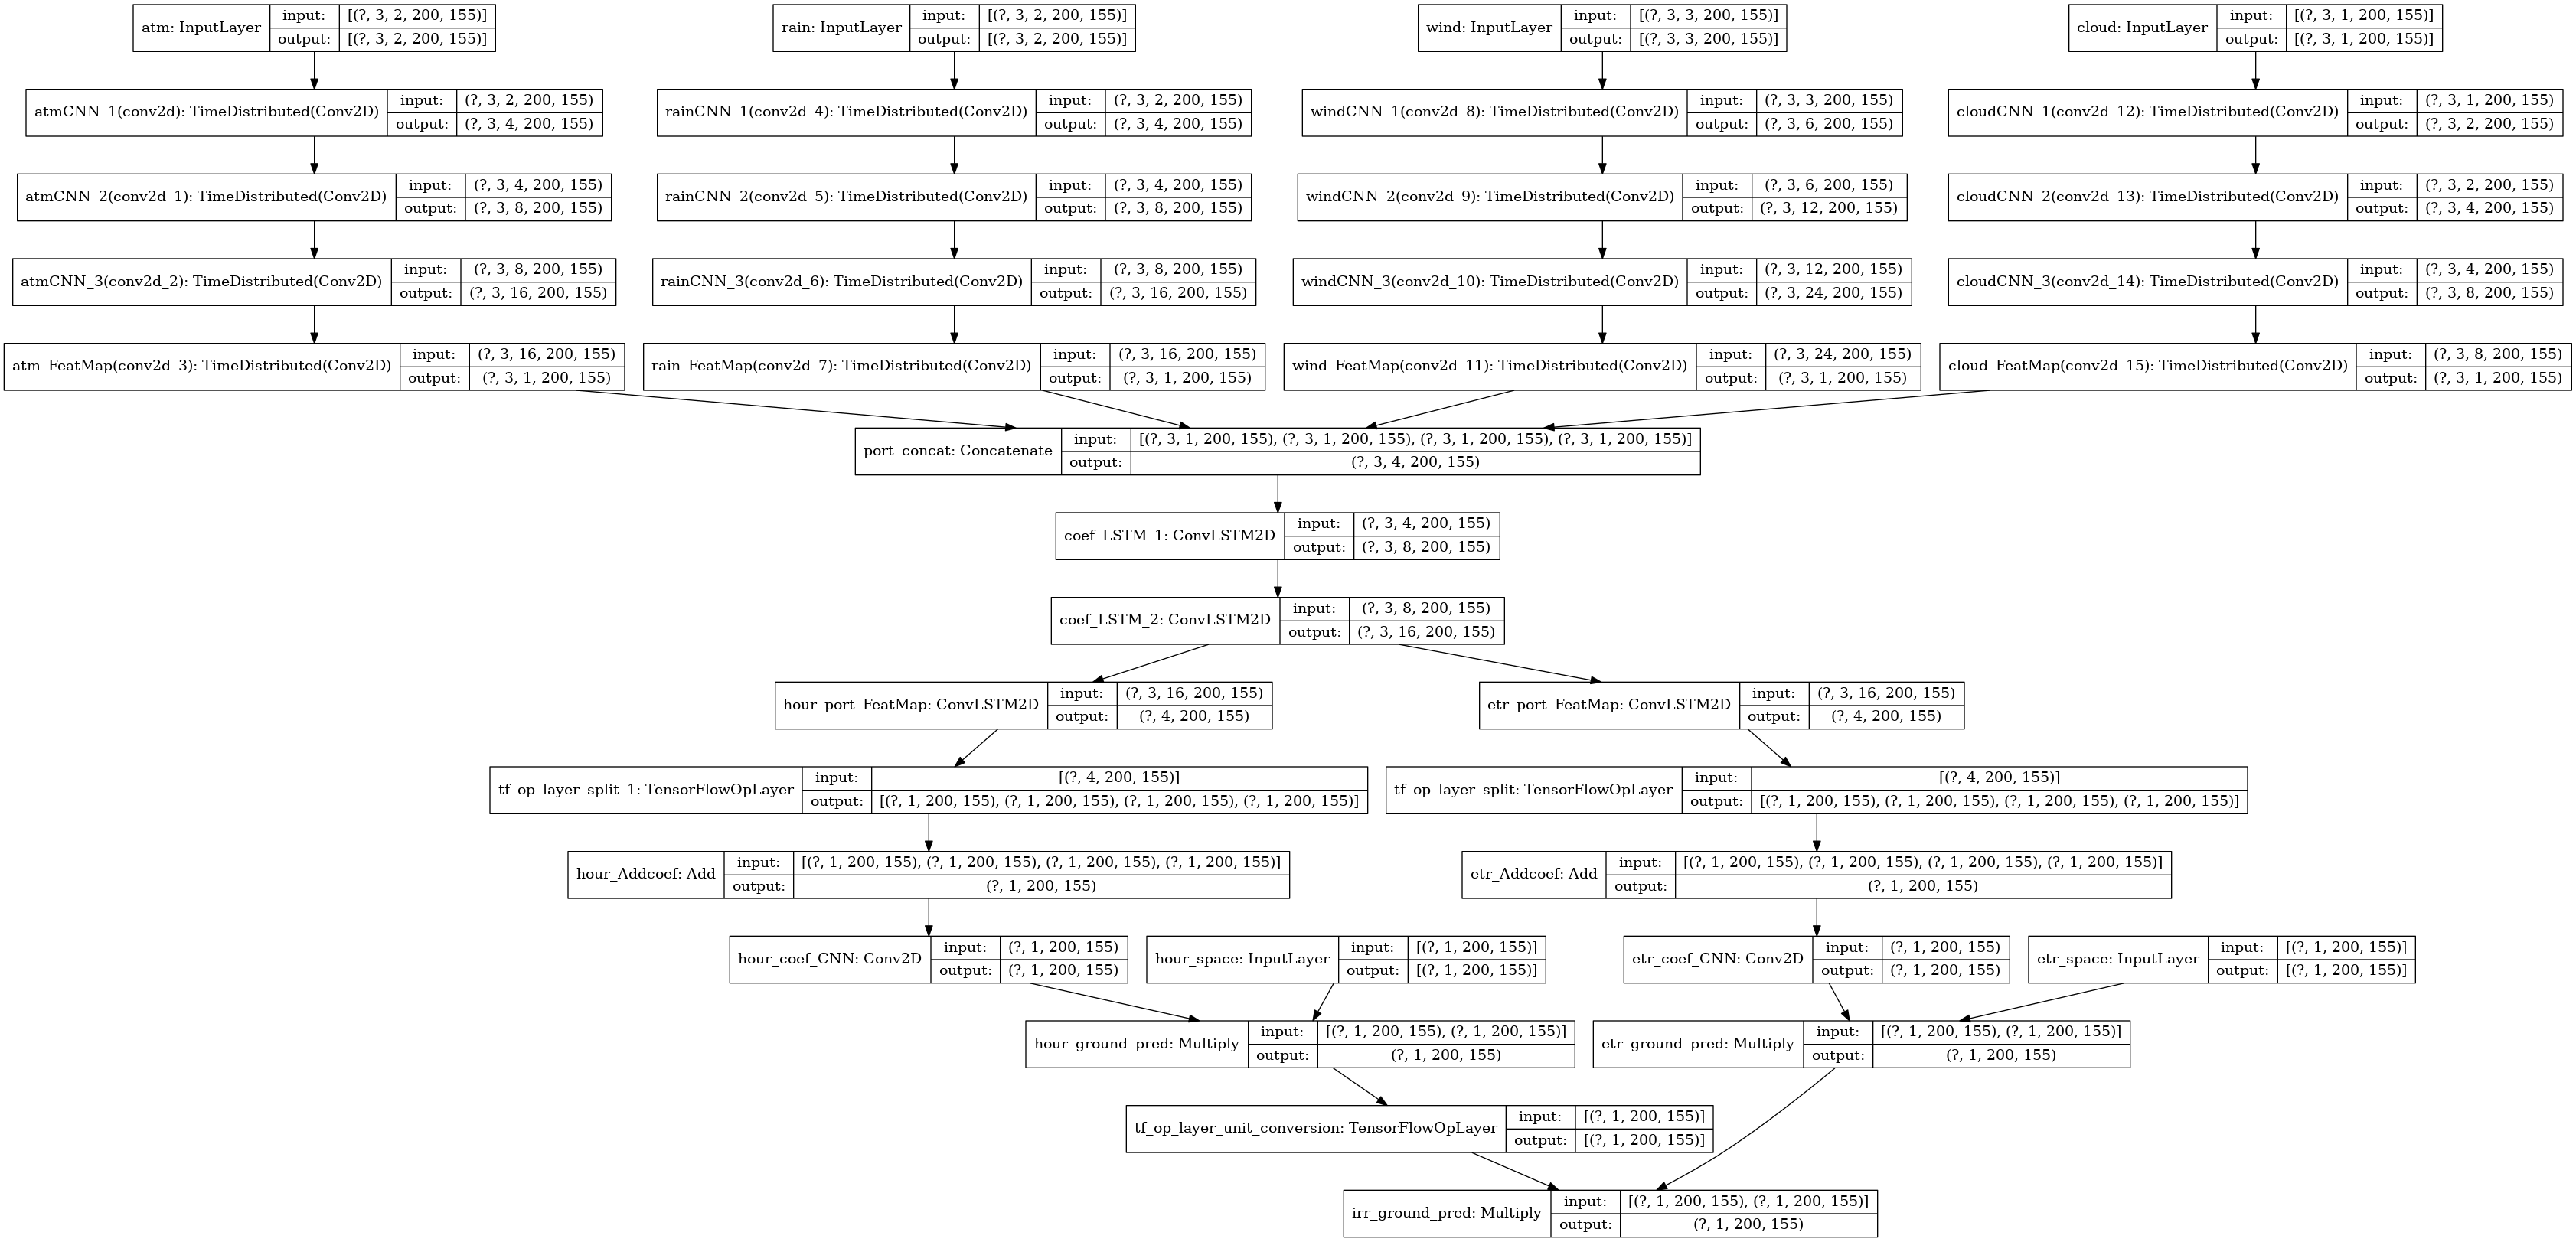 atm: InputLayer
input: [(?, 3, 2, 200, 155)]
output: [(?, 3, 2, 200, 155)]
rain: InputLayer
input: [(?, 3, 2, 200, 155)]
output: [(?, 3, 2, 200, 155)]
wind: InputLayer
input: [(?, 3, 3, 200, 155)]
output: [(?, 3, 3, 200, 155)]
cloud: InputLayer
input: [(?, 3, 1, 200, 155)]
output: [(?, 3, 1, 200, 155)]
atmCNN_1(conv2d): TimeDistributed(Conv2D)
input: (?, 3, 2, 200, 155)
output: (?, 3, 4, 200, 155)
rainCNN_1(conv2d_4): TimeDistributed(Conv2D)
input: (?, 3, 2, 200, 155)
output: (?, 3, 4, 200, 155)
windCNN_1(conv2d_8): TimeDistributed(Conv2D)
input: (?, 3, 3, 200, 155)
output: (?, 3, 6, 200, 155)
cloudCNN_1(conv2d_12): TimeDistributed(Conv2D)
input: (?, 3, 1, 200, 155)
output: (?, 3, 2, 200, 155)
atmCNN_2(conv2d_1): TimeDistributed(Conv2D)
input: (?, 3, 4, 200, 155)
output: (?, 3, 8, 200, 155)
rainCNN_2(conv2d_5): TimeDistributed(Conv2D)
input: (?, 3, 4, 200, 155)
output: (?, 3, 8, 200, 155)
windCNN_2(conv2d_9): TimeDistributed(Conv2D)
input: (?, 3, 6, 200, 155)
output: (?, 3, 12, 200, 155)
cloudCNN_2(conv2d_13): TimeDistributed(Conv2D)
input: (?, 3, 2, 200, 155)
output: (?, 3, 4, 200, 155)
atmCNN_3(conv2d_2): TimeDistributed(Conv2D)
input: (?, 3, 8, 200, 155)
output: (?, 3, 16, 200, 155)
rainCNN_3(conv2d_6): TimeDistributed(Conv2D)
input: (?, 3, 8, 200, 155)
output: (?, 3, 16, 200, 155)
windCNN_3(conv2d_10): TimeDistributed(Conv2D)
input: (?, 3, 12, 200, 155)
output: (?, 3, 24, 200, 155)
cloudCNN_3(conv2d_14): TimeDistributed(Conv2D)
input: (?, 3, 4, 200, 155)
output: (?, 3, 8, 200, 155)
atm_FeatMap(conv2d_3): TimeDistributed(Conv2D)
input: (?, 3, 16, 200, 155)
output: (?, 3, 1, 200, 155)
rain_FeatMap(conv2d_7): TimeDistributed(Conv2D)
input: (?, 3, 16, 200, 155)
output: (?, 3, 1, 200, 155)
wind_FeatMap(conv2d_11): TimeDistributed(Conv2D)
input: (?, 3, 24, 200, 155)
output: (?, 3, 1, 200, 155)
cloud_FeatMap(conv2d_15): TimeDistributed(Conv2D)
input: (?, 3, 8, 200, 155)
output: (?, 3, 1, 200, 155)
port_concat: Concatenate
input: [(?, 3, 1, 200, 155), (?, 3, 1, 200, 155), (?, 3, 1, 200, 155), (?, 3, 1, 200, 155)]
output: (?, 3, 4, 200, 155)
coef_LSTM_1: ConvLSTM2D
input: (?, 3, 4, 200, 155)
output: (?, 3, 8, 200, 155)
coef_LSTM_2: ConvLSTM2D
input: (?, 3, 8, 200, 155)
output: (?, 3, 16, 200, 155)
hour_port_FeatMap: ConvLSTM2D
input: (?, 3, 16, 200, 155)
output: (?, 4, 200, 155)
etr_port_FeatMap: ConvLSTM2D
input: (?, 3, 16, 200, 155)
output: (?, 4, 200, 155)
tf_op_layer_split_1: TensorFlowOpLayer
input: [(?, 4, 200, 155)]
output: [(?, 1, 200, 155), (?, 1, 200, 155), (?, 1, 200, 155), (?, 1, 200, 155)]
tf_op_layer_split: TensorFlowOpLayer
input: [(?, 4, 200, 155)]
output: [(?, 1, 200, 155), (?, 1, 200, 155), (?, 1, 200, 155), (?, 1, 200, 155)]
hour_Addcoef: Add
input: [(?, 1, 200, 155), (?, 1, 200, 155), (?, 1, 200, 155), (?, 1, 200, 155)]
output: (?, 1, 200, 155)
etr_Addcoef: Add
input: [(?, 1, 200, 155), (?, 1, 200, 155), (?, 1, 200, 155), (?, 1, 200, 155)]
output: (?, 1, 200, 155)
hour_coef_CNN: Conv2D
input: (?, 1, 200, 155)
output: (?, 1, 200, 155)
hour_space: InputLayer
input: [(?, 1, 200, 155)]
output: [(?, 1, 200, 155)]
etr_coef_CNN: Conv2D
input: (?, 1, 200, 155)
output: (?, 1, 200, 155)
etr_space: InputLayer
input: [(?, 1, 200, 155)]
output: [(?, 1, 200, 155)]
hour_ground_pred: Multiply
input: [(?, 1, 200, 155), (?, 1, 200, 155)]
output: (?, 1, 200, 155)
etr_ground_pred: Multiply
input: [(?, 1, 200, 155), (?, 1, 200, 155)]
output: (?, 1, 200, 155)
tf_op_layer_unit_conversion: TensorFlowOpLayer
input: [(?, 1, 200, 155)]
output: [(?, 1, 200, 155)]
irr_ground_pred: Multiply
input: [(?, 1, 200, 155), (?, 1, 200, 155)]
output: (?, 1, 200, 155)